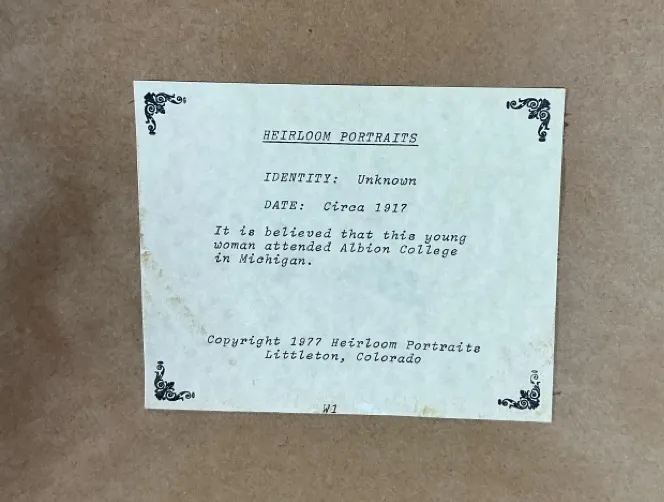 HEIRLOOM PORTRAITS
IDENTITY: Unknown
DATE: Circa 1917
It is believed that this young
woman attended Albion College
in Michigan.
Copyright 1977 Heirloom Portraits
Littleton, Colorado
W1